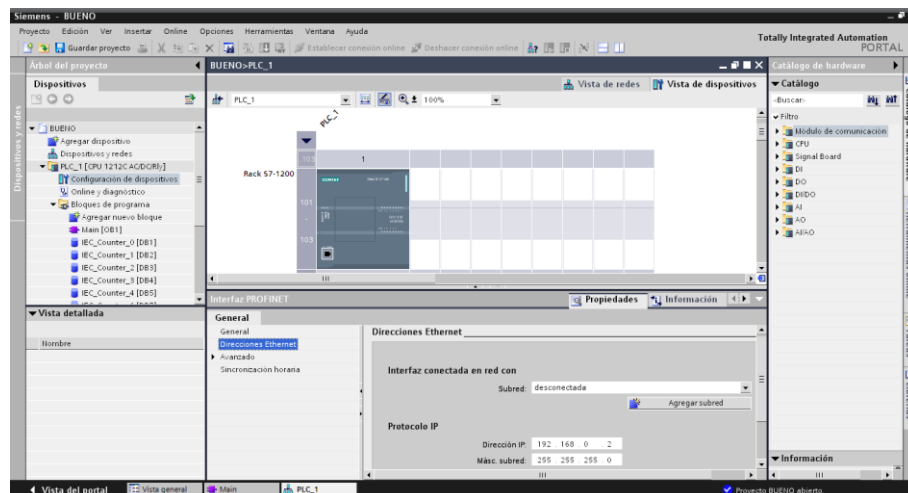 Siemens - BUENO
Proyecto Edición Ver Insertar Online Opciones Herramientas Ventana Ayuda
Guardar proyecto Establecer conexión online Deshacer conexión online
Totally Integrated Automation
PORTAL
Árbol del proyecto
BUENO>PLC_1
Catálogo de hardware
Dispositivos
Vista de redes Vista de dispositivos
Catálogo
PLC_1 100%
<Buscar>
Filtro
Dispositivos y redes
BUENO
Agregar dispositivo
Dispositivos y redes
PLC_1 [CPU 1212C AC/DC/Rly]
Configuración de dispositivos
Online y diagnóstico
Bloques de programa
Agregar nuevo bloque
Main [OB1]
IEC_Counter_0 [DB1]
IEC_Counter_1 [DB2]
IEC_Counter_2 [DB3]
IEC_Counter_3 [DB4]
IEC_Counter_4 [DB5]
PLC_1
103 1
Rack S7-1200
SIEMENS
101
-
103
Módulo de comunicación
CPU
Signal Board
DI
DO
DI/DO
AI
AO
AI/AO
Interfaz PROFINET
Propiedades Información
Vista detallada
Nombre
General
General
Direcciones Ethernet
Avanzado
Sincronización horaria
Direcciones Ethernet
Interfaz conectada en red con
Subred: desconectada
Agregar subred
Protocolo IP
Dirección IP: 192 . 168 . 0 . 2
Másc. subred: 255 . 255 . 255 . 0
Información
Vista del portal Vista general Main PLC_1
Proyecto BUENO abierto.